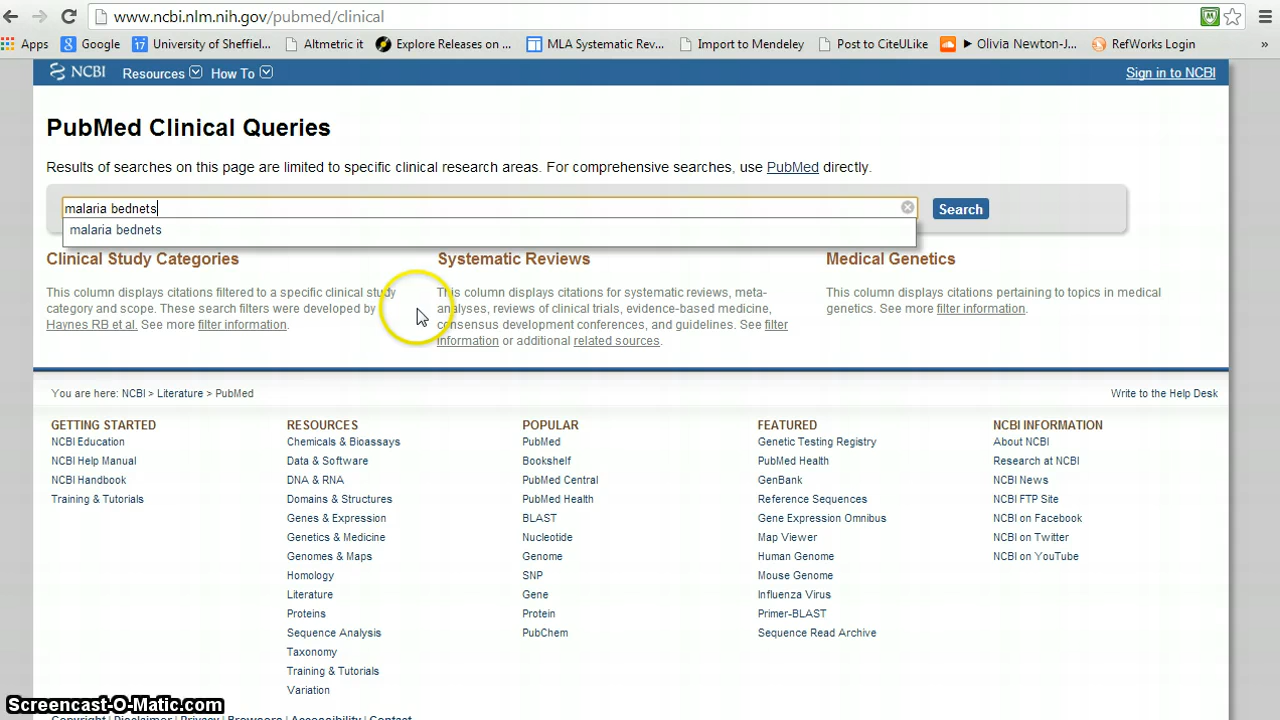 www.ncbi.nlm.nih.gov/pubmed/clinical
Apps Google University of Sheffiel... Altmetric it Explore Releases on ... MLA Systematic Rev... Import to Mendeley Post to CiteULike ▶ Olivia Newton-J... RefWorks Login »
NCBI Resources How To Sign in to NCBI
PubMed Clinical Queries
Results of searches on this page are limited to specific clinical research areas. For comprehensive searches, use PubMed directly.
malaria bednets Search
malaria bednets
Clinical Study Categories
This column displays citations filtered to a specific clinical study
category and scope. These search filters were developed by
Haynes RB et al. See more filter information.
Systematic Reviews
This column displays citations for systematic reviews, meta-
analyses, reviews of clinical trials, evidence-based medicine,
consensus development conferences, and guidelines. See filter
information or additional related sources.
Medical Genetics
This column displays citations pertaining to topics in medical
genetics. See more filter information.
You are here: NCBI > Literature > PubMed Write to the Help Desk
GETTING STARTED
NCBI Education
NCBI Help Manual
NCBI Handbook
Training & Tutorials
RESOURCES
Chemicals & Bioassays
Data & Software
DNA & RNA
Domains & Structures
Genes & Expression
Genetics & Medicine
Genomes & Maps
Homology
Literature
Proteins
Sequence Analysis
Taxonomy
Training & Tutorials
Variation
POPULAR
PubMed
Bookshelf
PubMed Central
PubMed Health
BLAST
Nucleotide
Genome
SNP
Gene
Protein
PubChem
FEATURED
Genetic Testing Registry
PubMed Health
GenBank
Reference Sequences
Gene Expression Omnibus
Map Viewer
Human Genome
Mouse Genome
Influenza Virus
Primer-BLAST
Sequence Read Archive
NCBI INFORMATION
About NCBI
Research at NCBI
NCBI News
NCBI FTP Site
NCBI on Facebook
NCBI on Twitter
NCBI on YouTube
Screencast-O-Matic.com
Copyright | Disclaimer | Privacy | Browsers | Accessibility | Contact